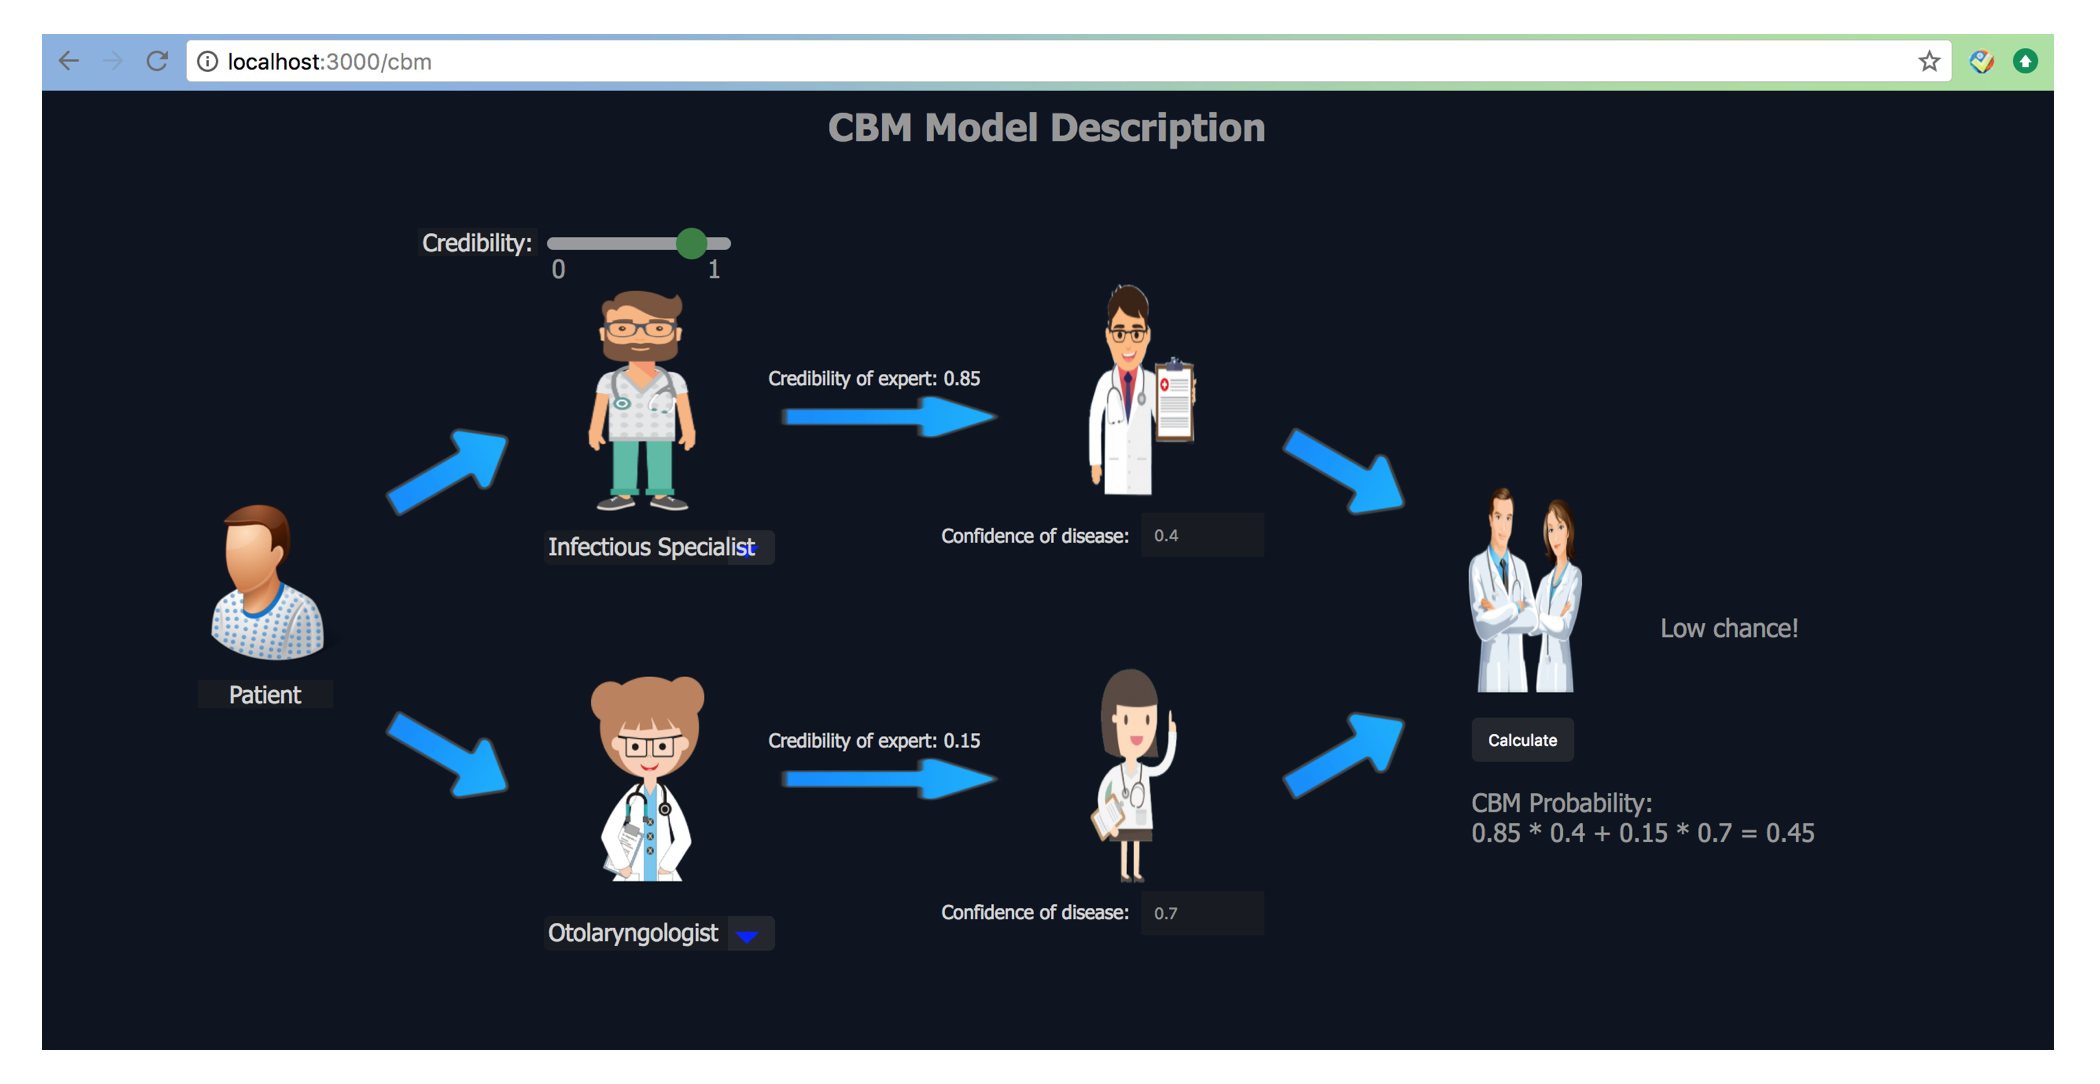 localhost:3000/cbm
CBM Model Description
Credibility:
0 1
Credibility of expert: 0.85
Infectious Specialist
Confidence of disease: 0.4
Patient
Low chance!
Credibility of expert: 0.15
Calculate
CBM Probability:
0.85 * 0.4 + 0.15 * 0.7 = 0.45
Otolaryngologist
Confidence of disease: 0.7